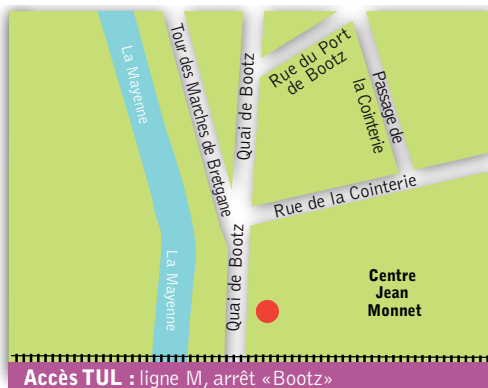 La Mayenne
Tour des Marches de Bretgane
Quai de Bootz
Rue du Port
de Bootz
Passage de
la Cointerie
Rue de la Cointerie
La Mayenne
Quai de Bootz
Centre
Jean
Monnet
Accès TUL : ligne M, arrêt «Bootz»